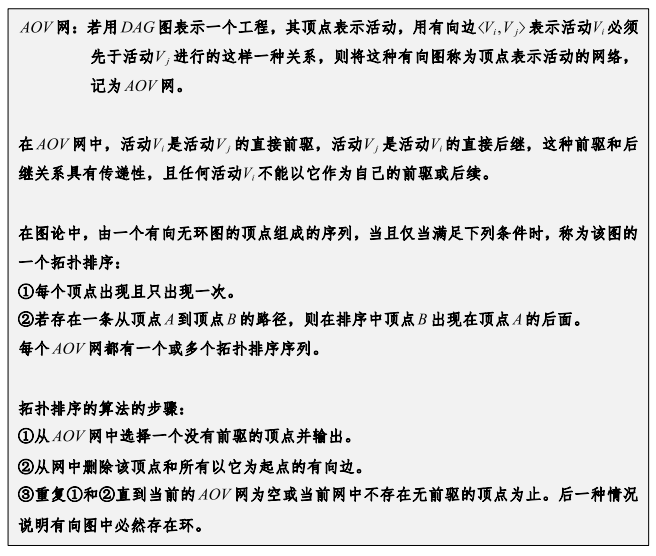 AOV 网：若用 DAG 图表示一个工程，其顶点表示活动，用有向边⟨Vi,Vj⟩表示活动Vi必须
先于活动Vj进行的这样一种关系，则将这种有向图称为顶点表示活动的网络，
记为 AOV 网。
在 AOV 网中，活动Vi是活动Vj的直接前驱，活动Vj是活动Vi的直接后继，这种前驱和后
继关系具有传递性，且任何活动Vi不能以它作为自己的前驱或后续。
在图论中，由一个有向无环图的顶点组成的序列，当且仅当满足下列条件时，称为该图的
一个拓扑排序：
①每个顶点出现且只出现一次。
②若存在一条从顶点 A 到顶点 B 的路径，则在排序中顶点 B 出现在顶点 A 的后面。
每个 AOV 网都有一个或多个拓扑排序序列。
拓扑排序的算法的步骤：
①从 AOV 网中选择一个没有前驱的顶点并输出。
②从网中删除该顶点和所有以它为起点的有向边。
③重复①和②直到当前的 AOV 网为空或当前网中不存在无前驱的顶点为止。后一种情况
说明有向图中必然存在环。